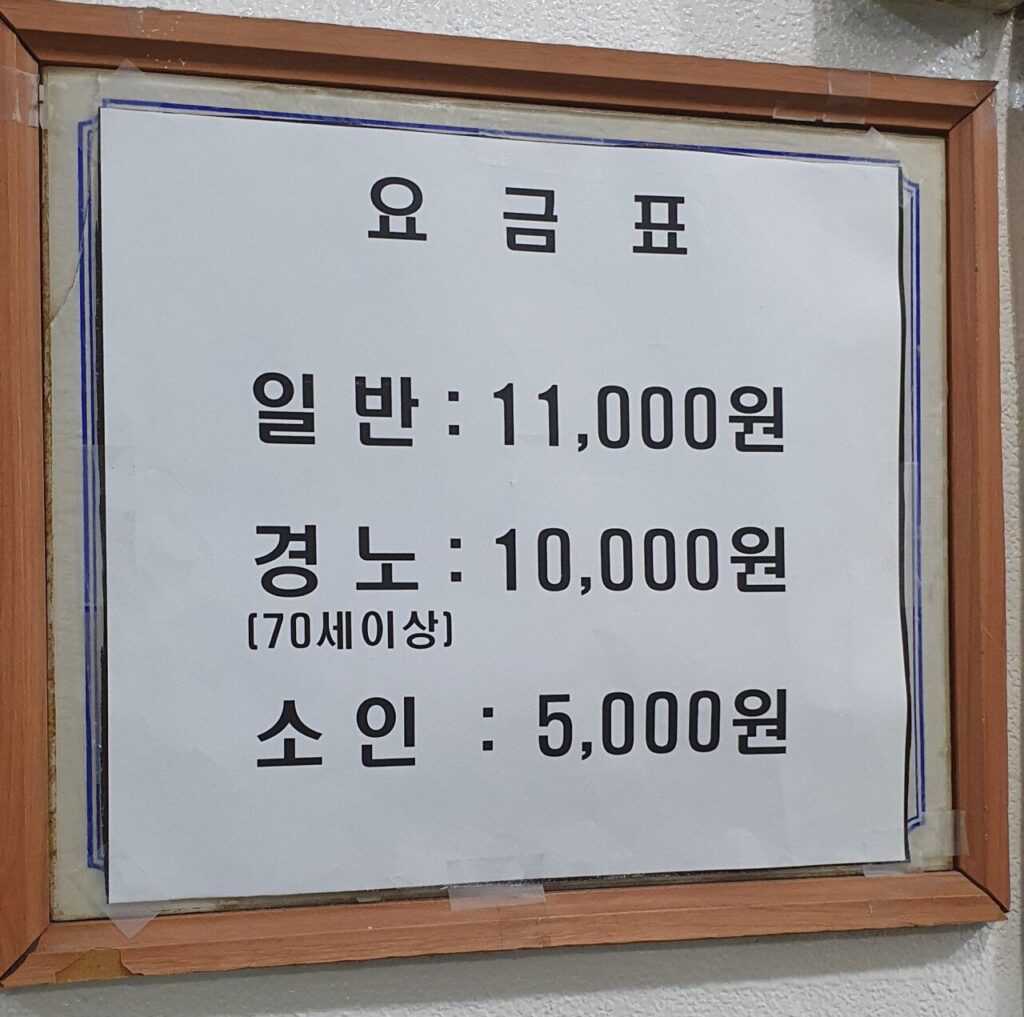 요 금 표
일 반 : 11,000원
경 노 : 10,000원
(70세이상)
소 인 : 5,000원